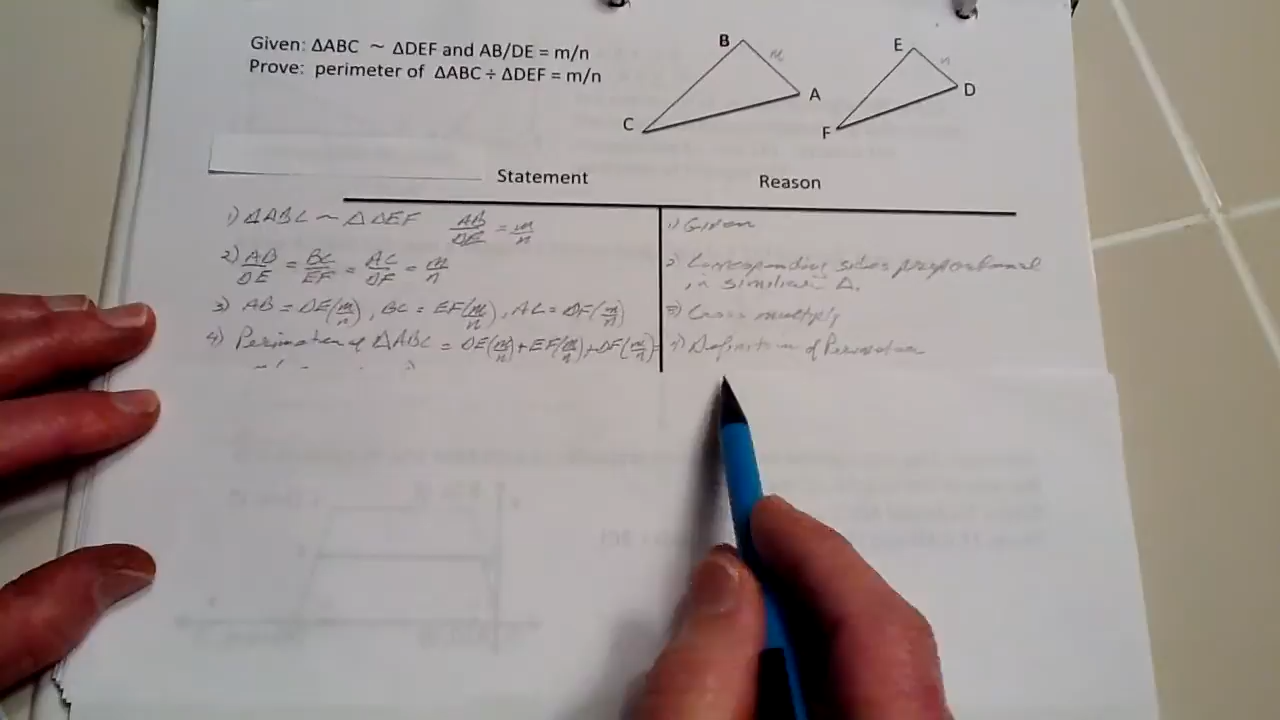 Given: ΔABC ~ ΔDEF and AB/DE = m/n
Prove: perimeter of ΔABC ÷ ΔDEF = m/n
B
m
A
C
E
n
D
F
Statement
Reason
1) ΔABC ~ ΔDEF AB/DE = m/n
1) Given
2) AB/DE = BC/EF = AC/DF = m/n
2) Corresponding sides proportional
in similar Δ.
3) AB = DE(m/n), BC = EF(m/n), AC = DF(m/n)
3) Cross multiply
4) Perimeter of ΔABC = DE(m/n) + EF(m/n) + DF(m/n) =
4) Definition of Perimeter